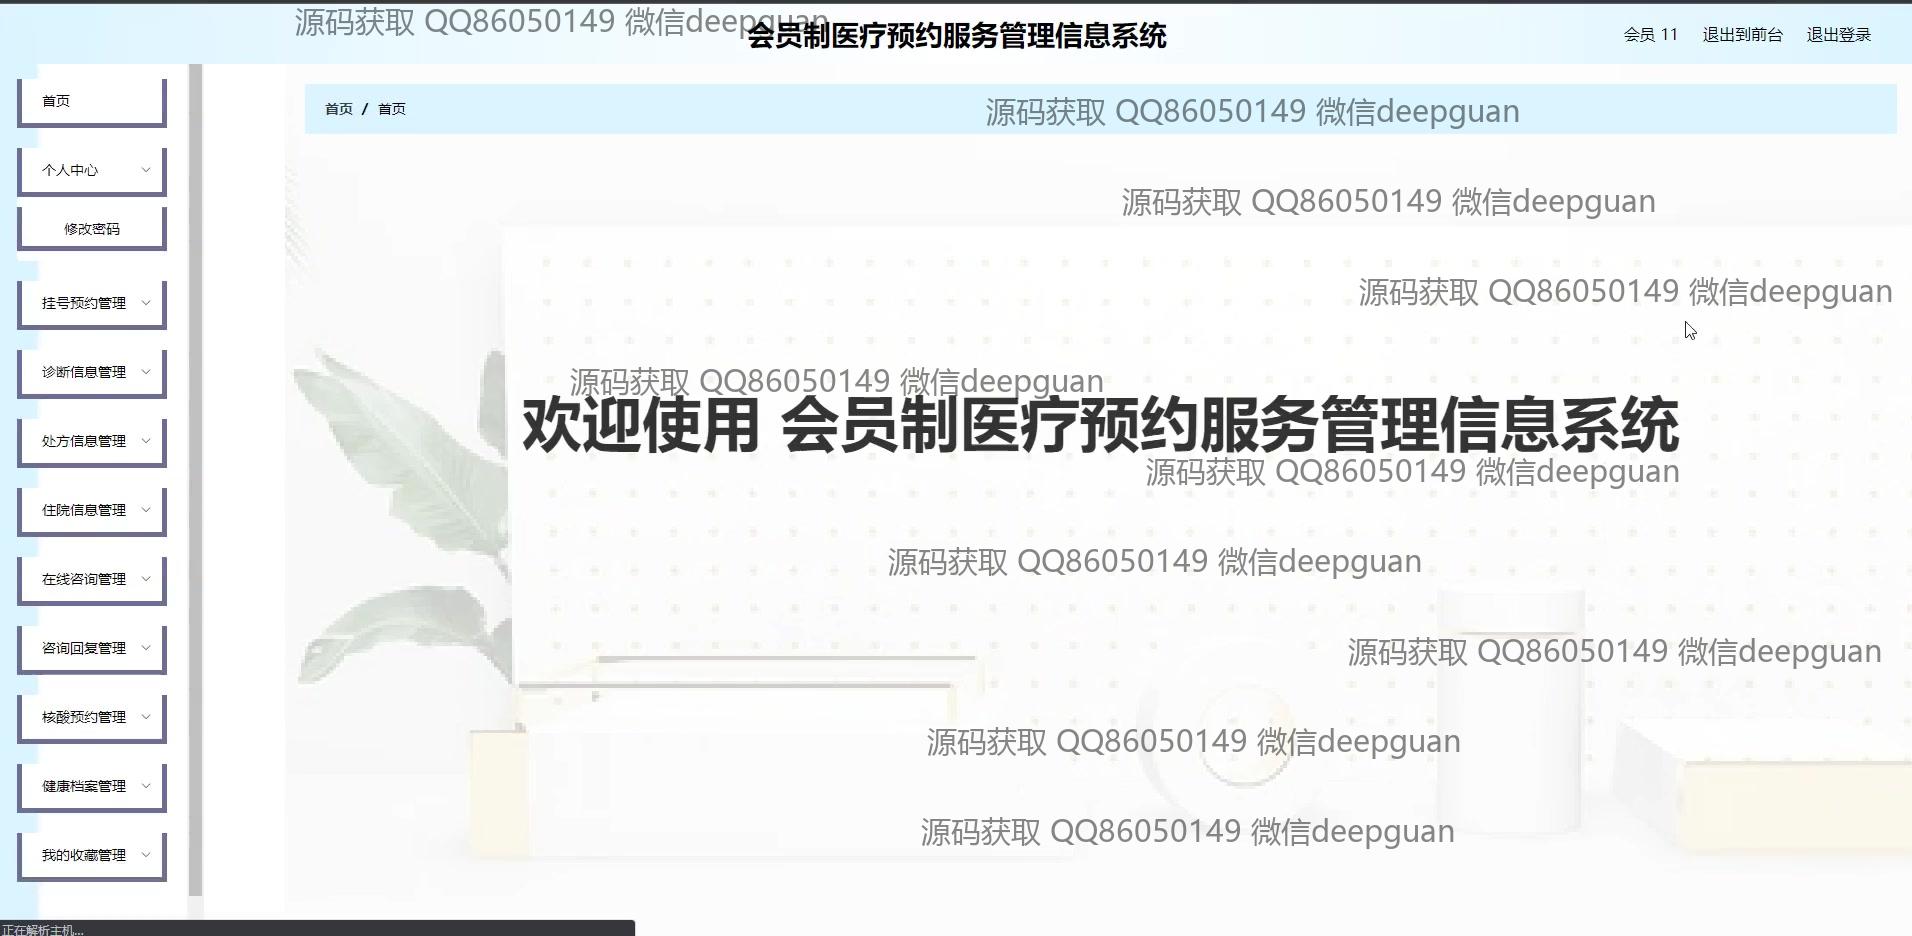 源码获取 QQ86050149 微信deepguan
会员制医疗预约服务管理信息系统
会员 11
退出到前台
退出登录
首页
个人中心
修改密码
挂号预约管理
诊断信息管理
处方信息管理
住院信息管理
在线咨询管理
咨询回复管理
核酸预约管理
健康档案管理
我的收藏管理
首页 / 首页
源码获取 QQ86050149 微信deepguan
源码获取 QQ86050149 微信deepguan
源码获取 QQ86050149 微信deepguan
源码获取 QQ86050149 微信deepguan
欢迎使用 会员制医疗预约服务管理信息系统
源码获取 QQ86050149 微信deepguan
源码获取 QQ86050149 微信deepguan
源码获取 QQ86050149 微信deepguan
源码获取 QQ86050149 微信deepguan
源码获取 QQ86050149 微信deepguan
正在解析主机...